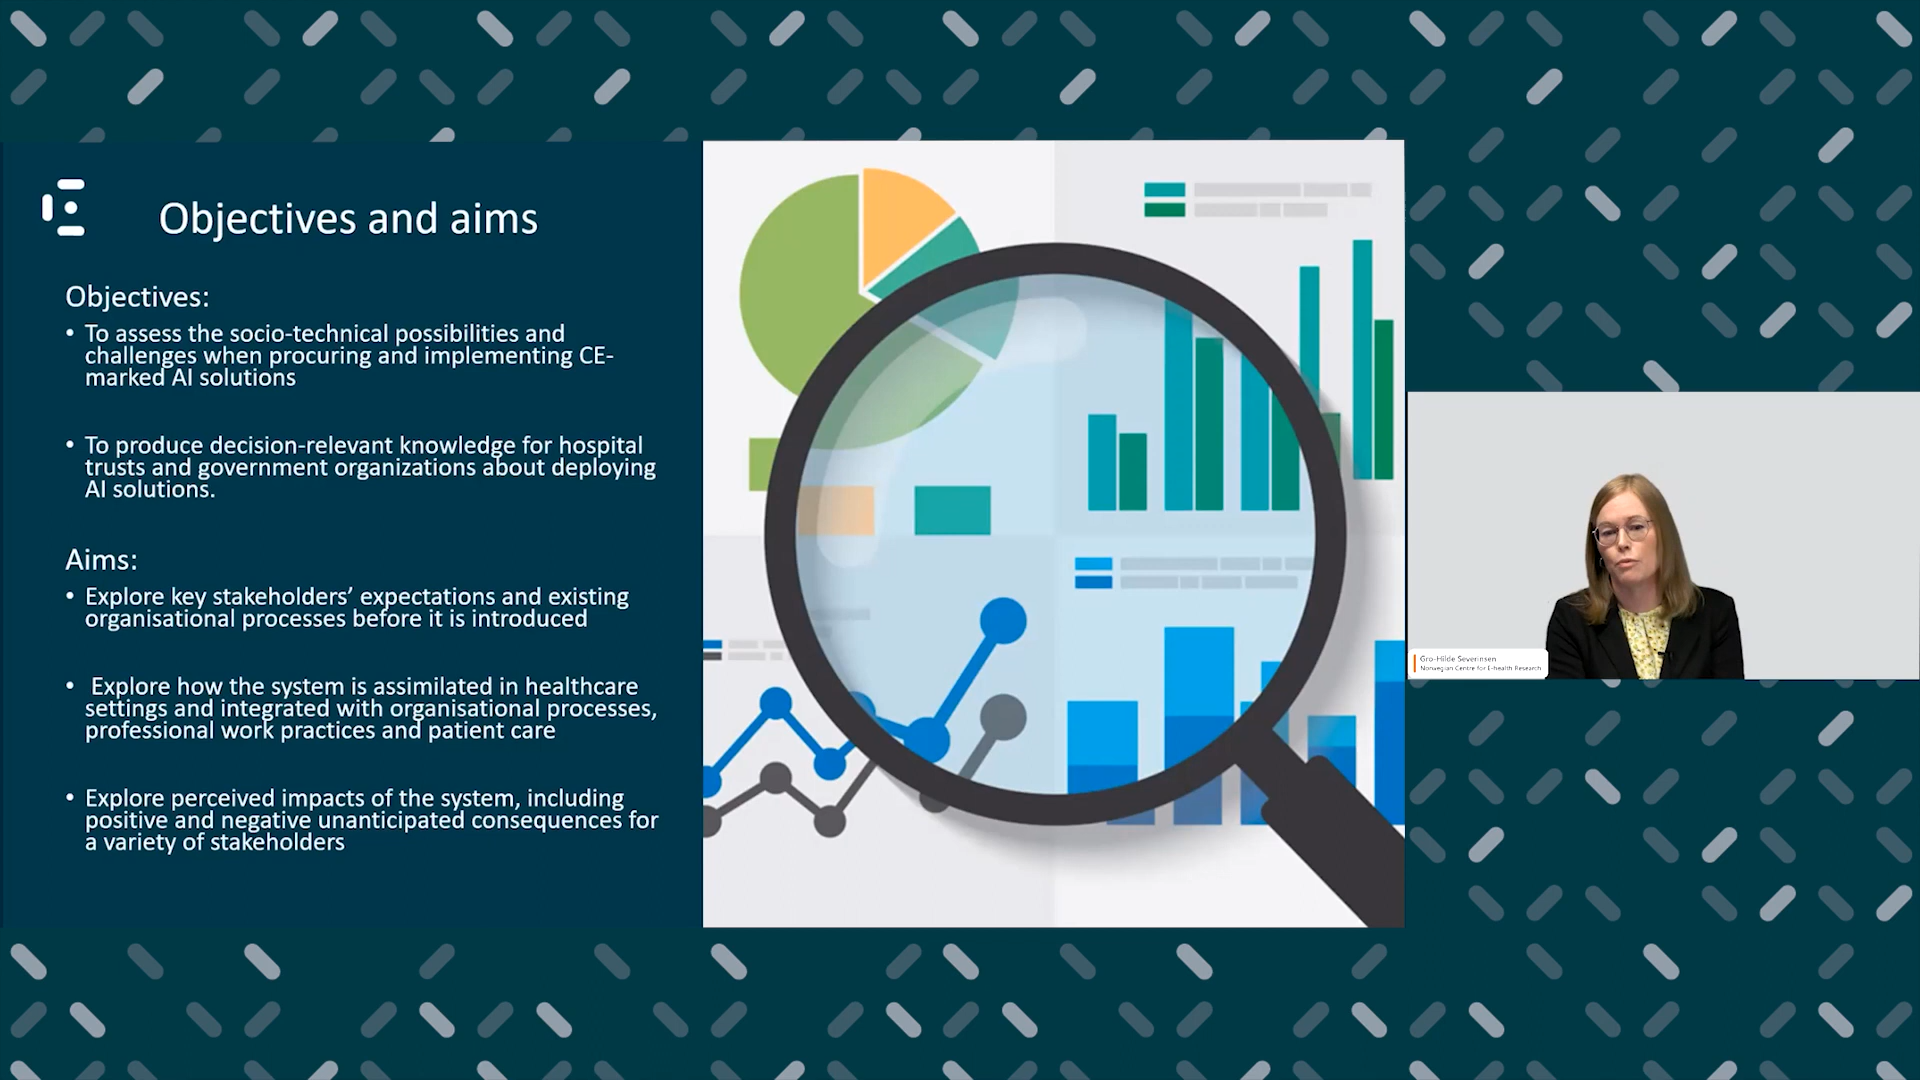 Objectives and aims
Objectives:
• To assess the socio-technical possibilities and
challenges when procuring and implementing CE-
marked AI solutions
• To produce decision-relevant knowledge for hospital
trusts and government organizations about deploying
AI solutions.
Aims:
• Explore key stakeholders’ expectations and existing
organisational processes before it is introduced
• Explore how the system is assimilated in healthcare
settings and integrated with organisational processes,
professional work practices and patient care
• Explore perceived impacts of the system, including
positive and negative unanticipated consequences for
a variety of stakeholders
Gro-Hilde Severinsen
Norwegian Centre for E-health Research